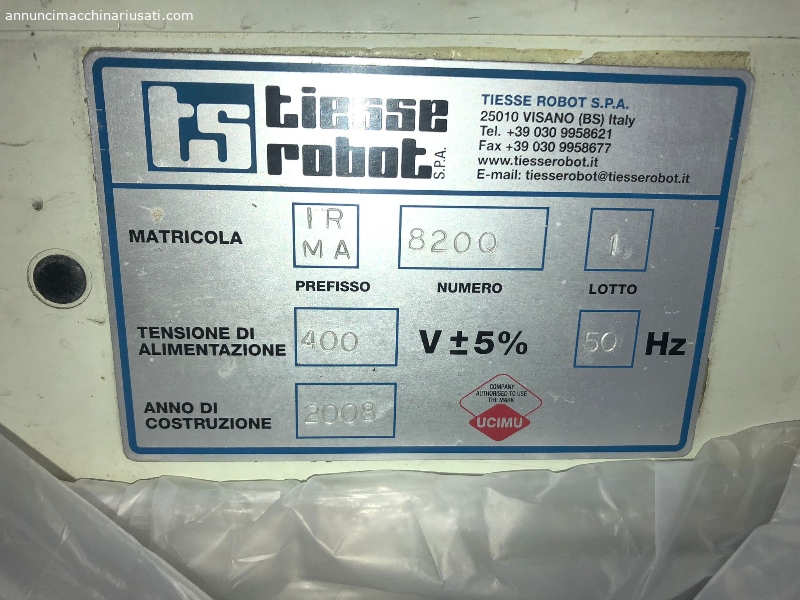 annuncimacchinariusati.com
ts tiesse
robot S.P.A.
TIESSE ROBOT S.P.A.
25010 VISANO (BS) Italy
Tel. +39 030 9958621
Fax +39 030 9958677
www.tiesserobot.it
E-mail: tiesserobot@tiesserobot.it
MATRICOLA
IR
MA
8200
1
PREFISSO
NUMERO
LOTTO
TENSIONE DI
ALIMENTAZIONE
400
V ± 5%
50
Hz
ANNO DI
COSTRUZIONE
2008
COMPANY
AUTHORISED TO USE
THE MARK
UCIMU